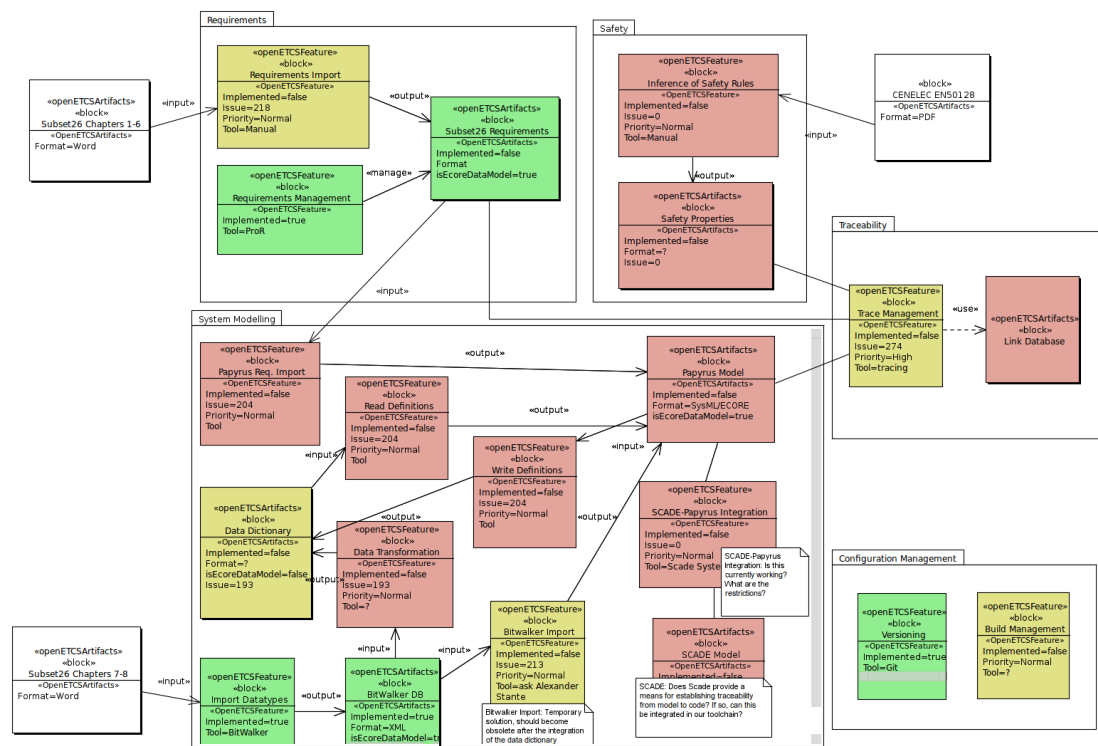 Requirements
«openETCSFeature»
«block»
Requirements Import
«OpenETCSFeature»
Implemented=false
Issue=218
Priority=Normal
Tool=Manual
«openETCSArtifacts»
«block»
Subset26 Chapters 1-6
«OpenETCSArtifacts»
Format=Word
«input»
«output»
«openETCSArtifacts»
«block»
Subset26 Requirements
«OpenETCSArtifacts»
Implemented=false
Format
isEcoreDataModel=true
«manage»
«openETCSFeature»
«block»
Requirements Management
«OpenETCSFeature»
Implemented=true
Tool=ProR
«input»
Safety
«openETCSFeature»
«block»
Inference of Safety Rules
«OpenETCSFeature»
Implemented=false
Issue=0
Priority=Normal
Tool=Manual
«block»
CENELEC EN50128
«OpenETCSArtifacts»
Format=PDF
«input»
«output»
«openETCSArtifacts»
«block»
Safety Properties
«OpenETCSArtifacts»
Implemented=false
Format=?
Issue=0
Traceability
«openETCSFeature»
«block»
Trace Management
«OpenETCSFeature»
Implemented=false
Issue=274
Priority=High
Tool=tracing
«use»
«openETCSArtifacts»
«block»
Link Database
System Modelling
«openETCSFeature»
«block»
Papyrus Req. Import
«OpenETCSFeature»
Implemented=false
Issue=204
Priority=Normal
Tool
«output»
«openETCSFeature»
«block»
Read Definitions
«OpenETCSFeature»
Implemented=false
Issue=204
Priority=Normal
Tool
«output»
«input»
«openETCSArtifacts»
«block»
Papyrus Model
«OpenETCSArtifacts»
Implemented=false
Format=SysML/ECORE
isEcoreDataModel=true
«input»
«openETCSFeature»
«block»
Write Definitions
«OpenETCSFeature»
Implemented=false
Issue=204
Priority=Normal
Tool
«output»
«output»
«openETCSFeature»
«block»
SCADE-Papyrus Integration
«OpenETCSFeature»
Implemented=false
Issue=0
Priority=Normal
Tool=Scade Syste
SCADE-Papyrus
Integration: Is this
currently working?
What are the
restrictions?
«openETCSArtifacts»
«block»
Data Dictionary
«OpenETCSArtifacts»
Implemented=false
Format=?
isEcoreDataModel=false
Issue=193
«output»
«openETCSFeature»
«block»
Data Transformation
«OpenETCSFeature»
Implemented=false
Issue=193
Priority=Normal
Tool=?
«input»
«input»
«openETCSFeature»
«block»
Bitwalker Import
«OpenETCSFeature»
Implemented=false
Issue=213
Priority=Normal
Tool=ask Alexander
Stante
Bitwalker Import: Temporary
solution, should become
obsolete after the integration
of the data dictionary
«openETCSArtifacts»
«block»
SCADE Model
«OpenETCSArtifacts»
Implemented=false
SCADE: Does Scade provide a
means for establishing traceability
from model to code? If so, can this
be integrated in our toolchain?
«openETCSArtifacts»
«block»
Subset26 Chapters 7-8
«OpenETCSArtifacts»
Format=Word
«input»
«openETCSFeature»
«block»
Import Datatypes
«OpenETCSFeature»
Implemented=true
Tool=BitWalker
«output»
«openETCSArtifacts»
«block»
BitWalker DB
«OpenETCSArtifacts»
Implemented=true
Format=XML
isEcoreDataModel=tr
Configuration Management
«openETCSFeature»
«block»
Versioning
«OpenETCSFeature»
Implemented=true
Tool=Git
«openETCSFeature»
«block»
Build Management
«OpenETCSFeature»
Implemented=false
Priority=Normal
Tool=?